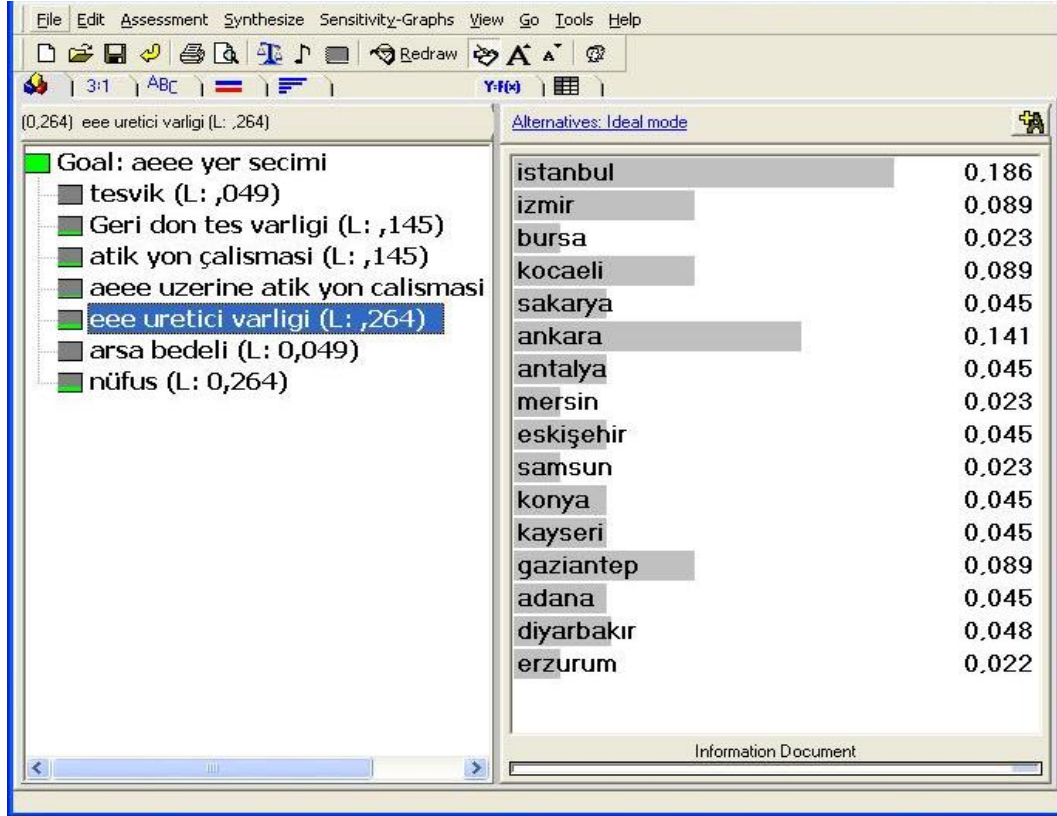 File Edit Assessment Synthesize Sensitivity-Graphs View Go Tools Help
Redraw A A
3:1 ABC Y=F(x)
(0,264) eee uretici varligi (L: ,264)
Alternatives: Ideal mode
Goal: aeee yer secimi
tesvik (L: ,049)
Geri don tes varligi (L: ,145)
atik yon çalismasi (L: ,145)
aeee uzerine atik yon calismasi
eee uretici varligi (L: ,264)
arsa bedeli (L: 0,049)
nüfus (L: 0,264)
istanbul 0,186
izmir 0,089
bursa 0,023
kocaeli 0,089
sakarya 0,045
ankara 0,141
antalya 0,045
mersin 0,023
eskişehir 0,045
samsun 0,023
konya 0,045
kayseri 0,045
gaziantep 0,089
adana 0,045
diyarbakır 0,048
erzurum 0,022
Information Document